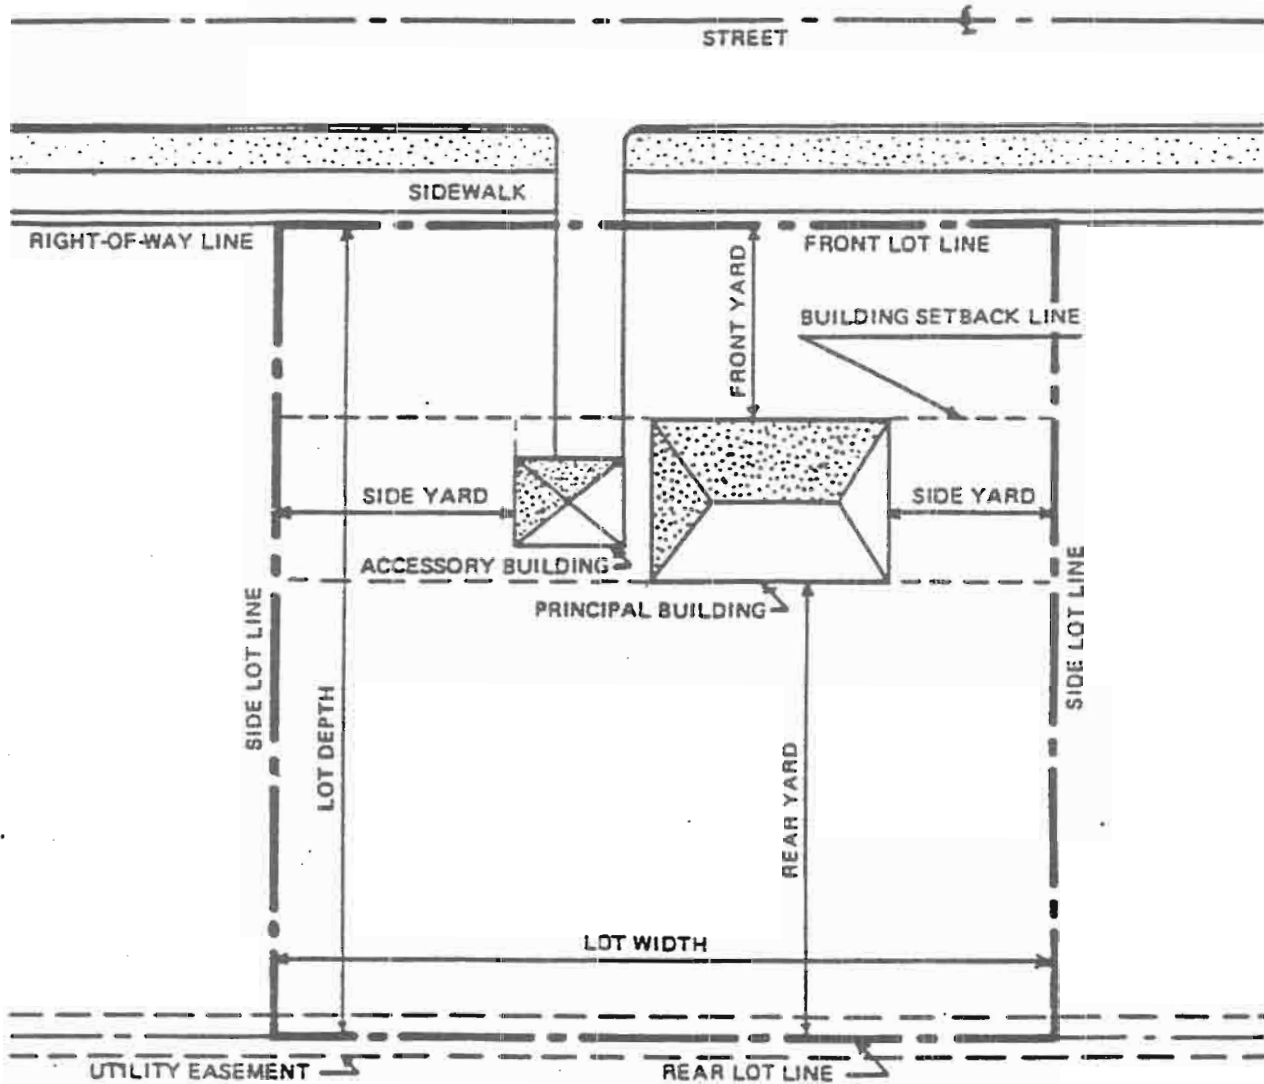 STREET
SIDEWALK
RIGHT-OF-WAY LINE
FRONT LOT LINE
FRONT YARD
BUILDING SETBACK LINE
SIDE YARD
SIDE YARD
ACCESSORY BUILDING
PRINCIPAL BUILDING
SIDE LOT LINE
SIDE LOT LINE
LOT DEPTH
REAR YARD
LOT WIDTH
UTILITY EASEMENT
REAR LOT LINE